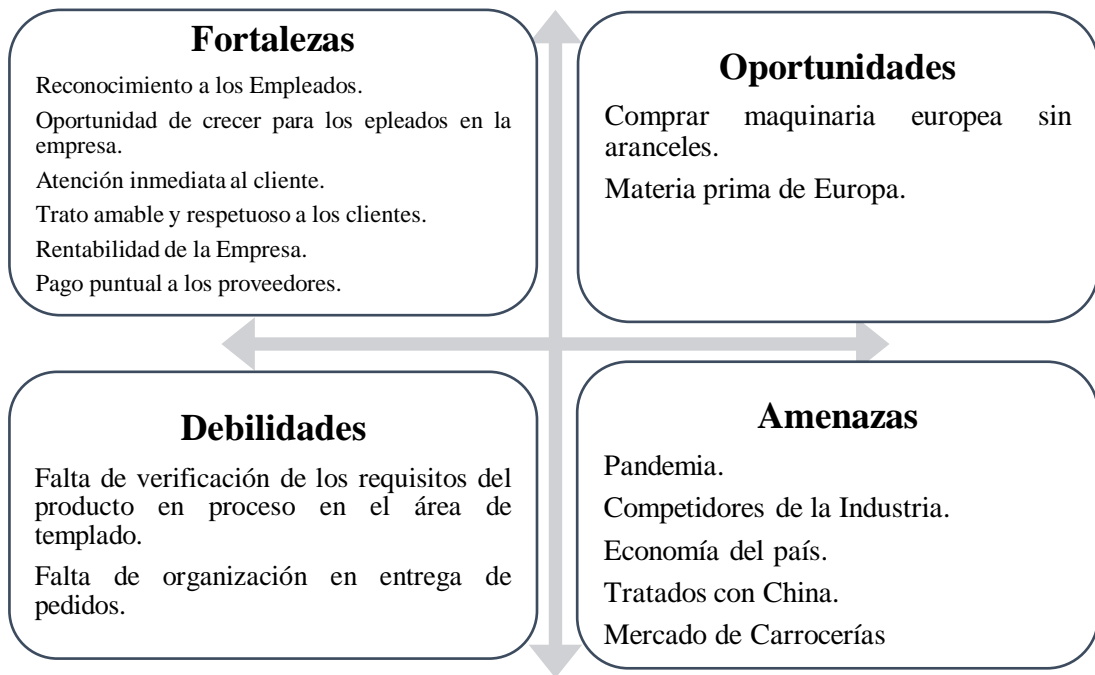 Fortalezas
Reconocimiento a los Empleados.
Oportunidad de crecer para los epleados en la
empresa.
Atención inmediata al cliente.
Trato amable y respetuoso a los clientes.
Rentabilidad de la Empresa.
Pago puntual a los proveedores.
Oportunidades
Comprar maquinaria europea sin
aranceles.
Materia prima de Europa.
Debilidades
Falta de verificación de los requisitos del
producto en proceso en el área de
templado.
Falta de organización en entrega de
pedidos.
Amenazas
Pandemia.
Competidores de la Industria.
Economía del país.
Tratados con China.
Mercado de Carrocerías